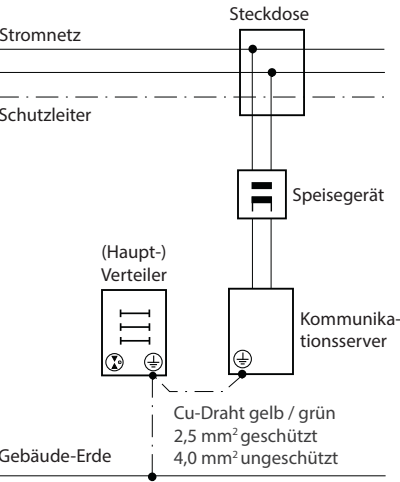 Steckdose
Stromnetz
Schutzleiter
Speisegerät
(Haupt-)
Verteiler
Kommunika-
tionsserver
Cu-Draht gelb / grün
2,5 mm² geschützt
4,0 mm² ungeschützt
Gebäude-Erde